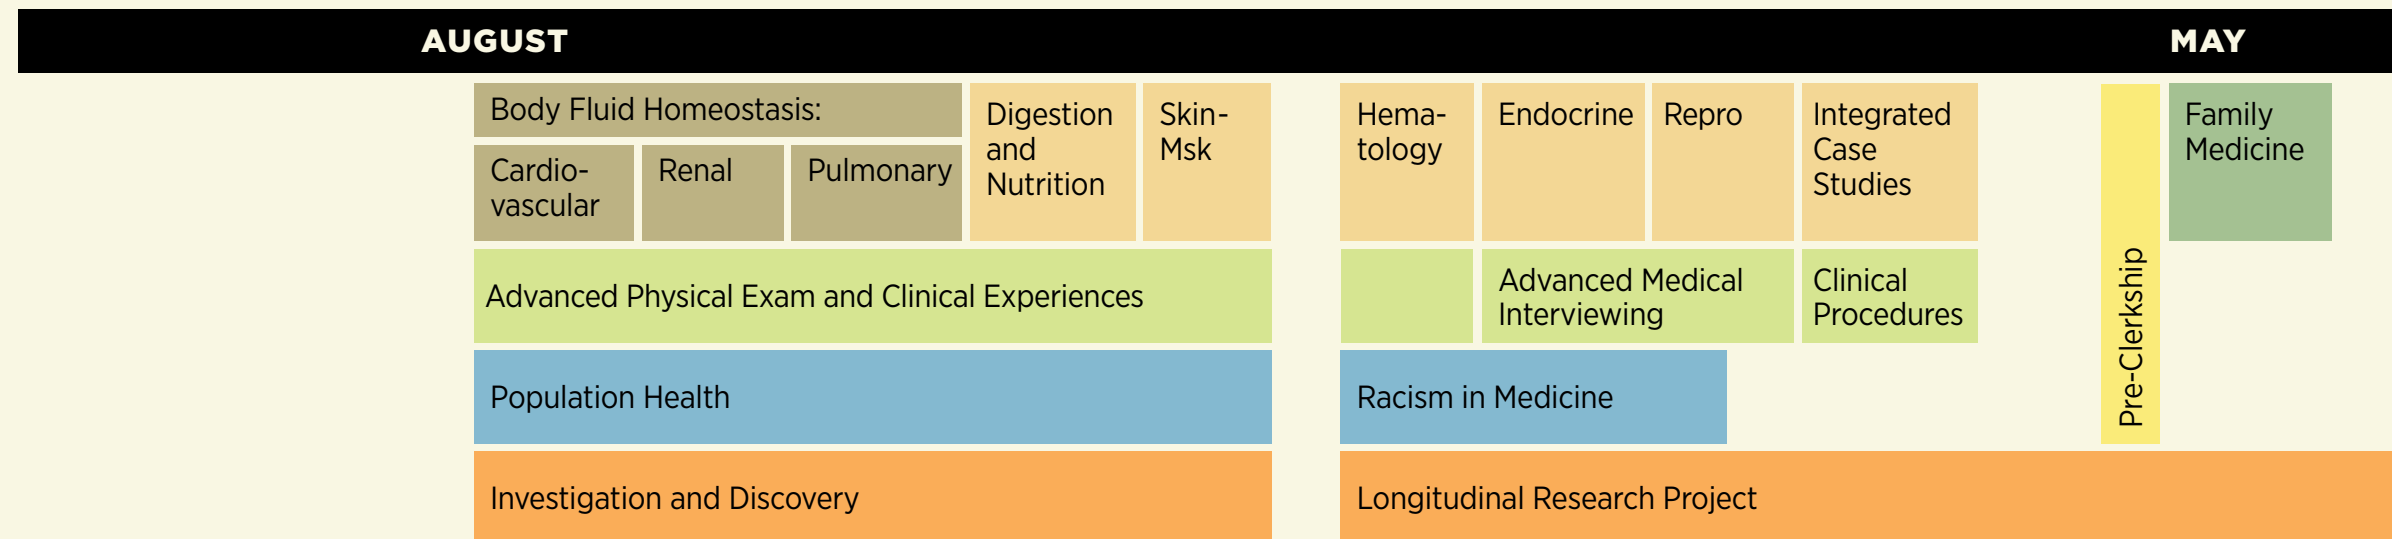 AUGUST
MAY
Body Fluid Homeostasis:
Cardio-
vascular
Renal
Pulmonary
Digestion
and
Nutrition
Skin-
Msk
Hema-
tology
Endocrine
Repro
Integrated
Case
Studies
Pre-Clerkship
Family
Medicine
Advanced Physical Exam and Clinical Experiences
Advanced Medical
Interviewing
Clinical
Procedures
Population Health
Racism in Medicine
Investigation and Discovery
Longitudinal Research Project